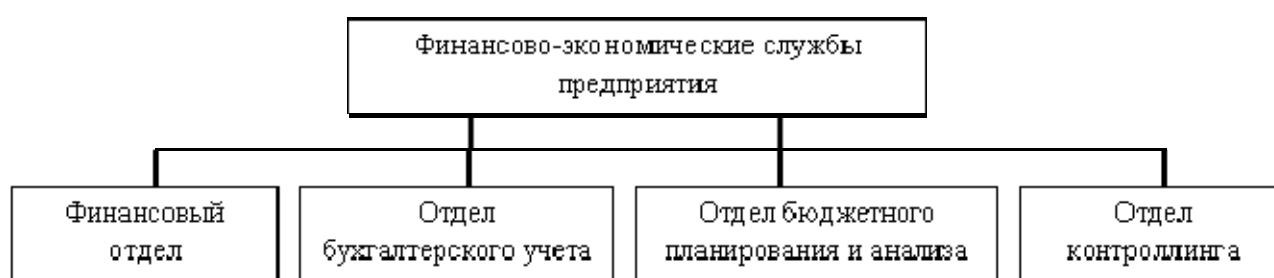 Финансово-экономические службы
предприятия
Финансовый
отдел
Отдел
бухгалтерского учета
Отдел бюджетного
планирования и анализа
Отдел
контроллинга